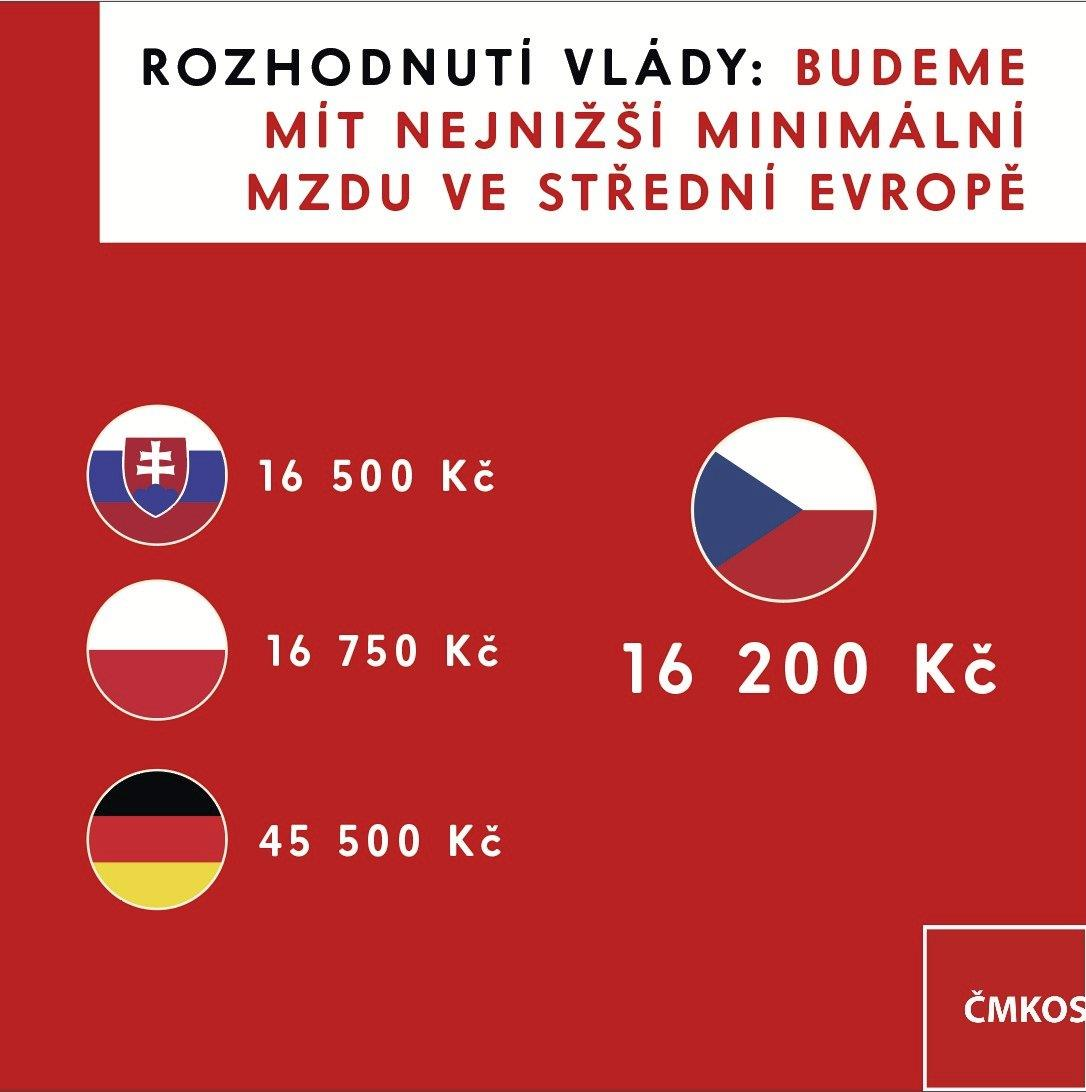 ROZHODNUTÍ VLÁDY: BUDEME
MÍT NEJNIŽŠÍ MINIMÁLNÍ
MZDU VE STŘEDNÍ EVROPĚ
16 500 Kč
16 750 Kč
45 500 Kč
16 200 Kč
ČMKOS